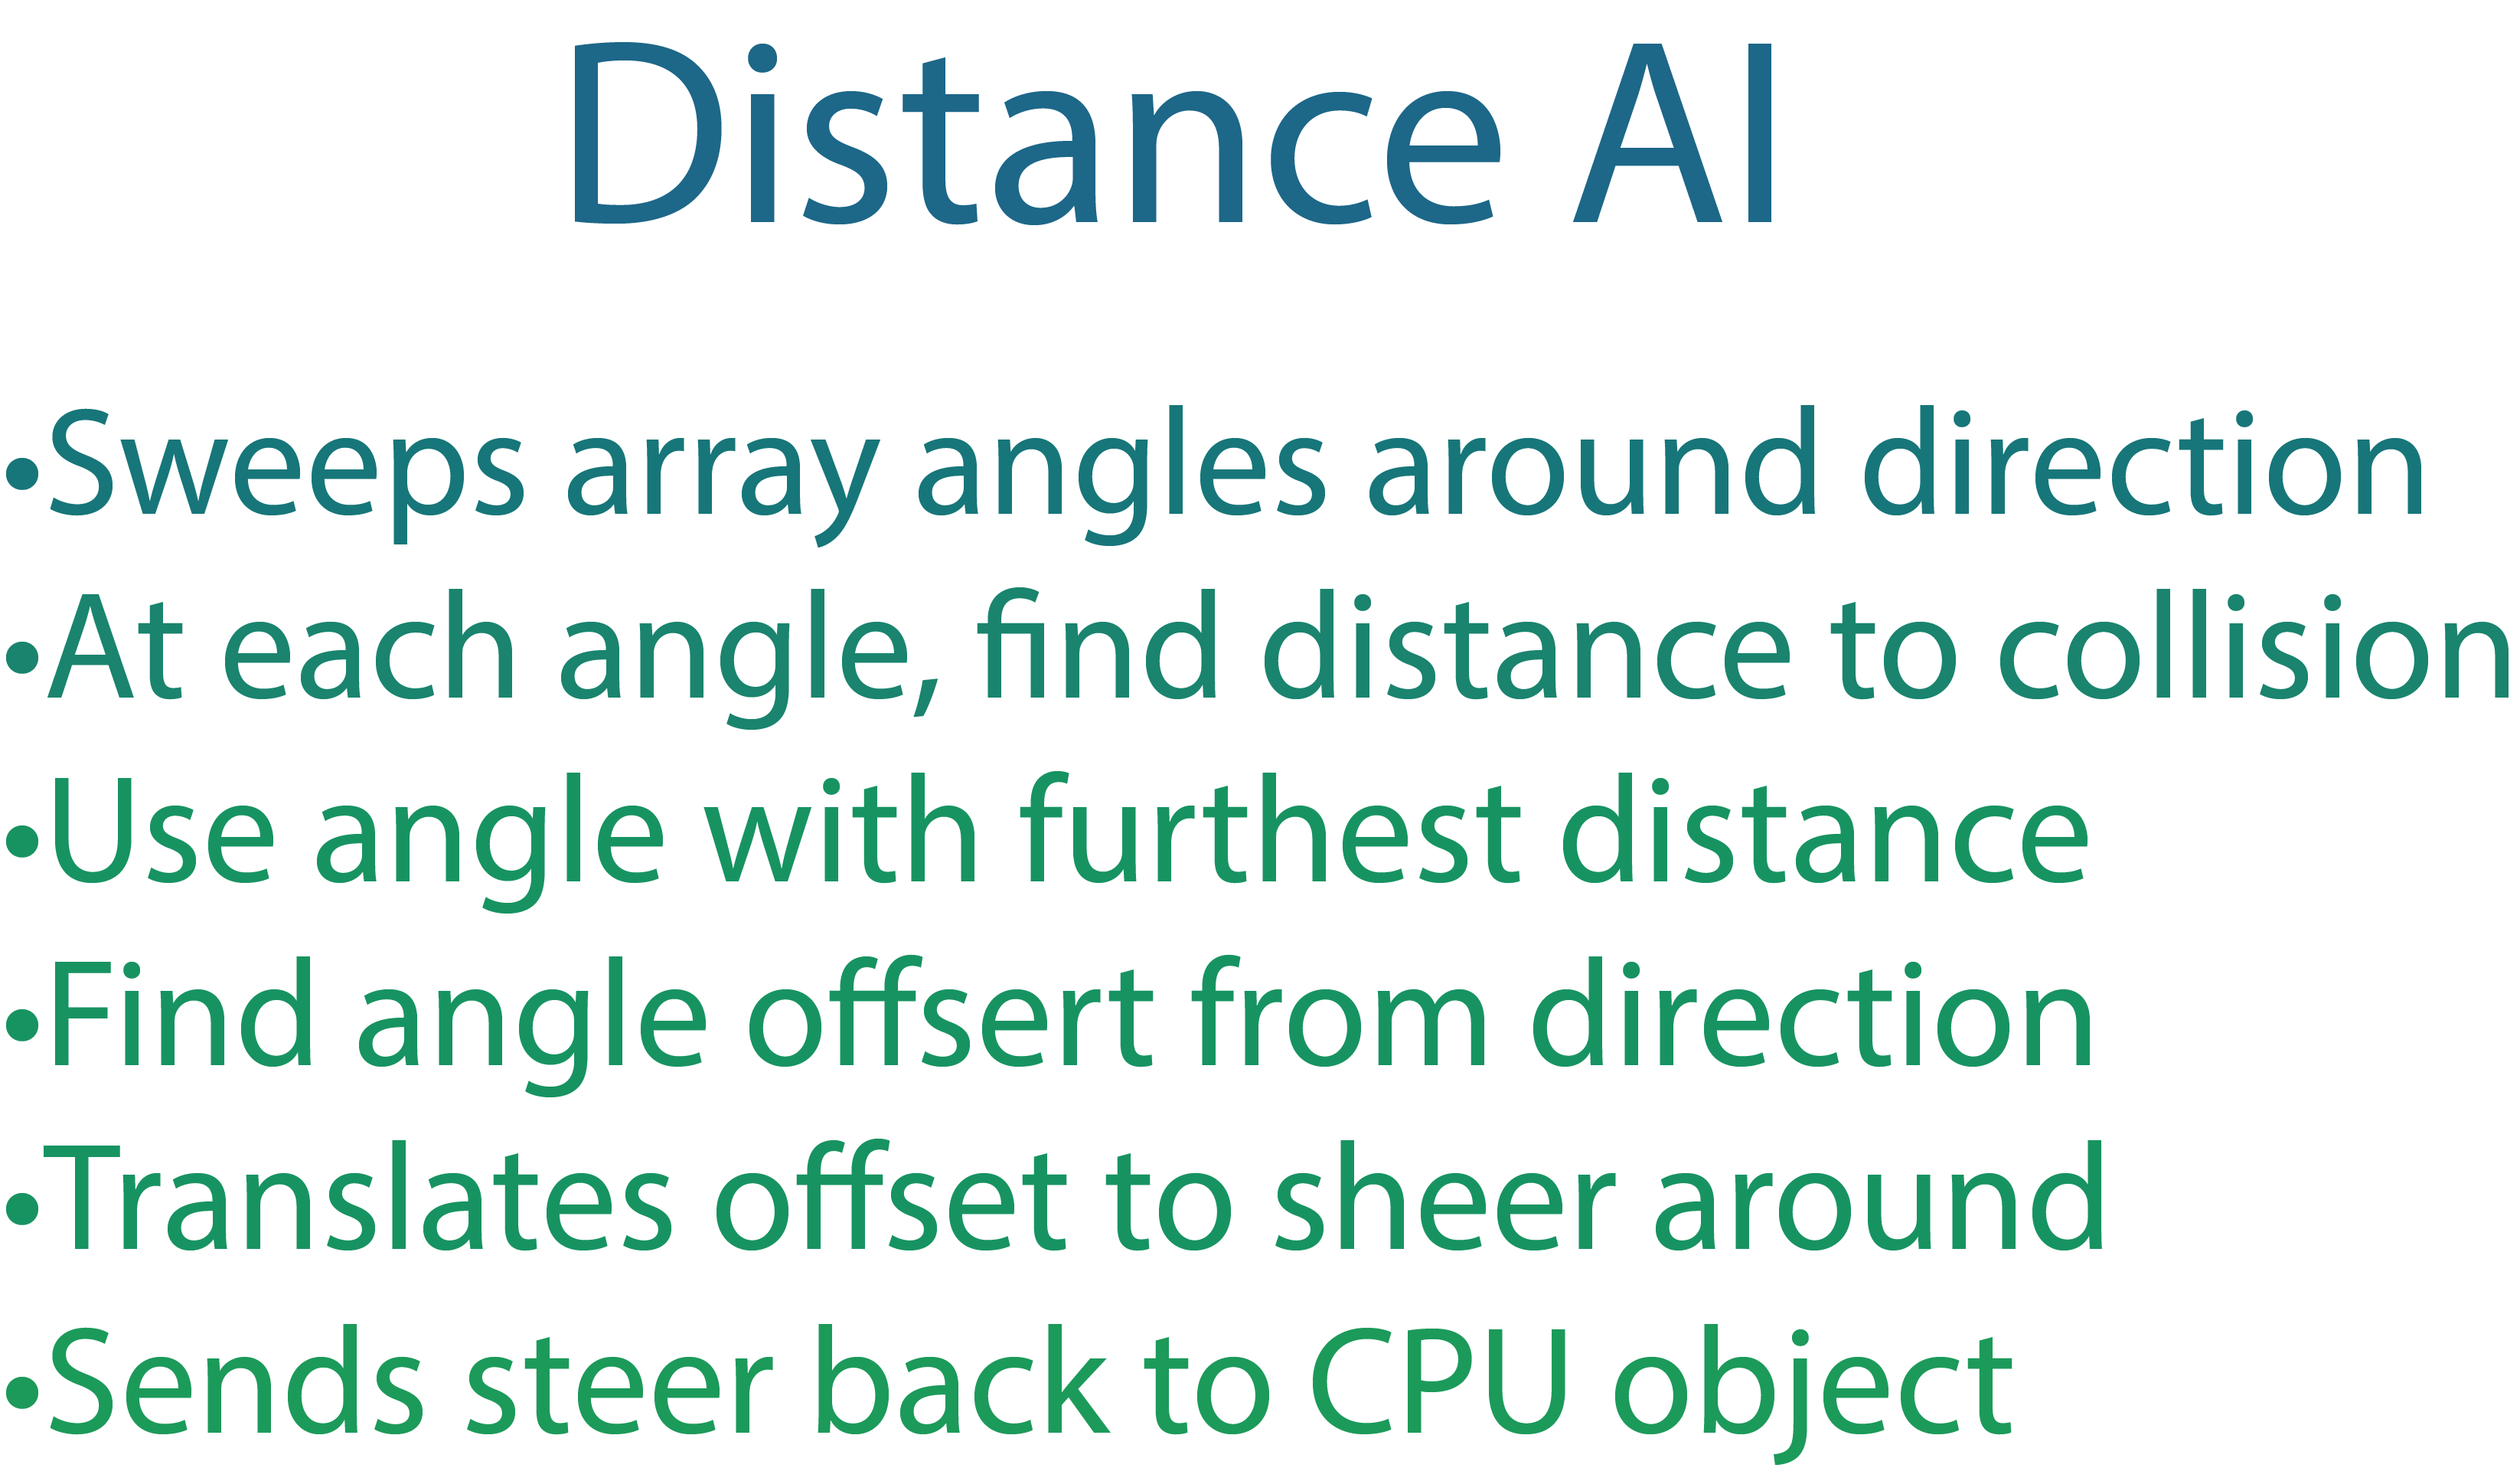 Distance AI
•Sweeps array angles around direction
•At each angle, find distance to collision
•Use angle with furthest distance
•Find angle offsert from direction
•Translates offset to sheer around
•Sends steer back to CPU object